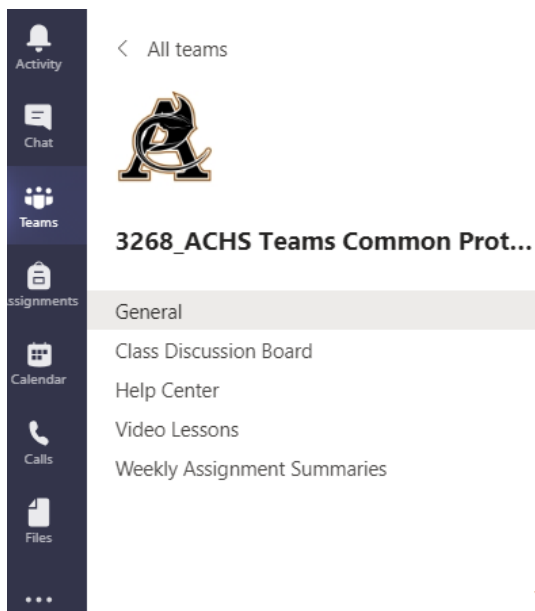 Activity
Chat
Teams
ssignments
Calendar
Calls
Files
All teams
A
3268_ACHS Teams Common Prot...
General
Class Discussion Board
Help Center
Video Lessons
Weekly Assignment Summaries